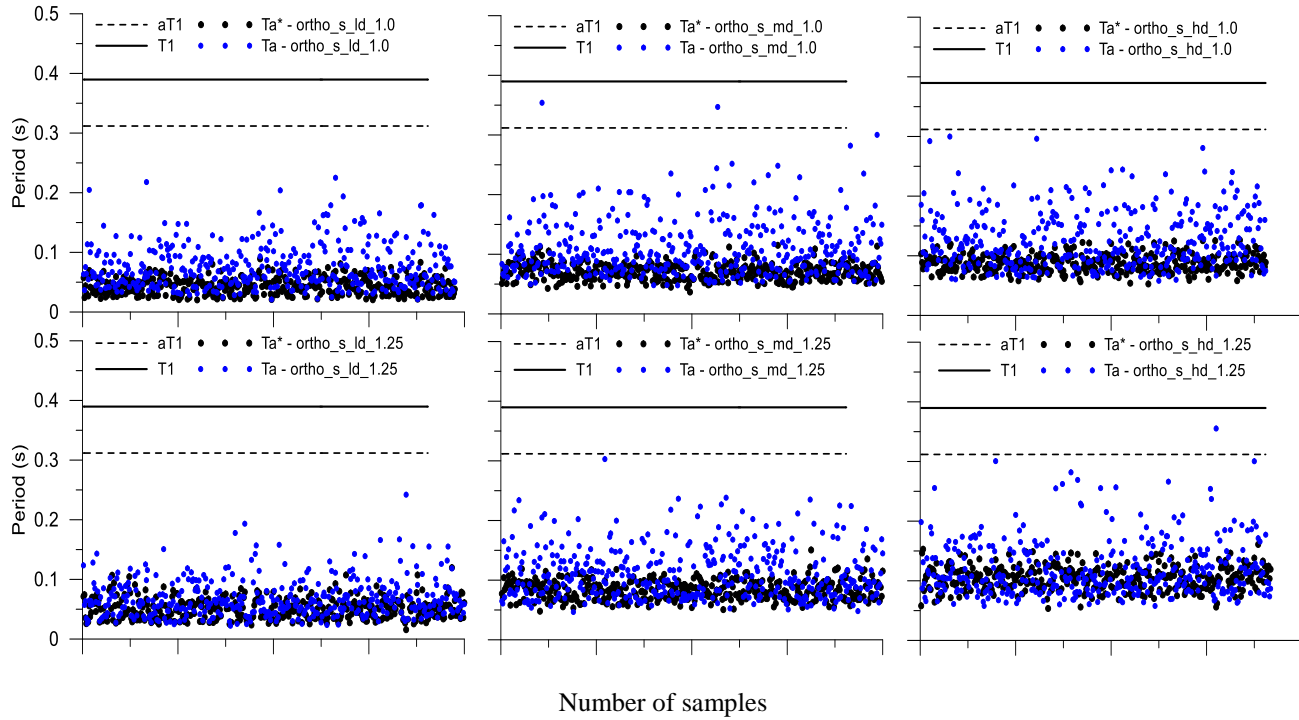 0.5
aT1 Ta* - ortho_s_ld_1.0
T1 Ta - ortho_s_ld_1.0
0.4
0.3
0.2
0.1
0
Period (s)
aT1 Ta* - ortho_s_md_1.0
T1 Ta - ortho_s_md_1.0
aT1 Ta* - ortho_s_hd_1.0
T1 Ta - ortho_s_hd_1.0
0.5
aT1 Ta* - ortho_s_ld_1.25
T1 Ta - ortho_s_ld_1.25
0.4
0.3
0.2
0.1
0
Period (s)
aT1 Ta* - ortho_s_md_1.25
T1 Ta - ortho_s_md_1.25
aT1 Ta* - ortho_s_hd_1.25
T1 Ta - ortho_s_hd_1.25
Number of samples